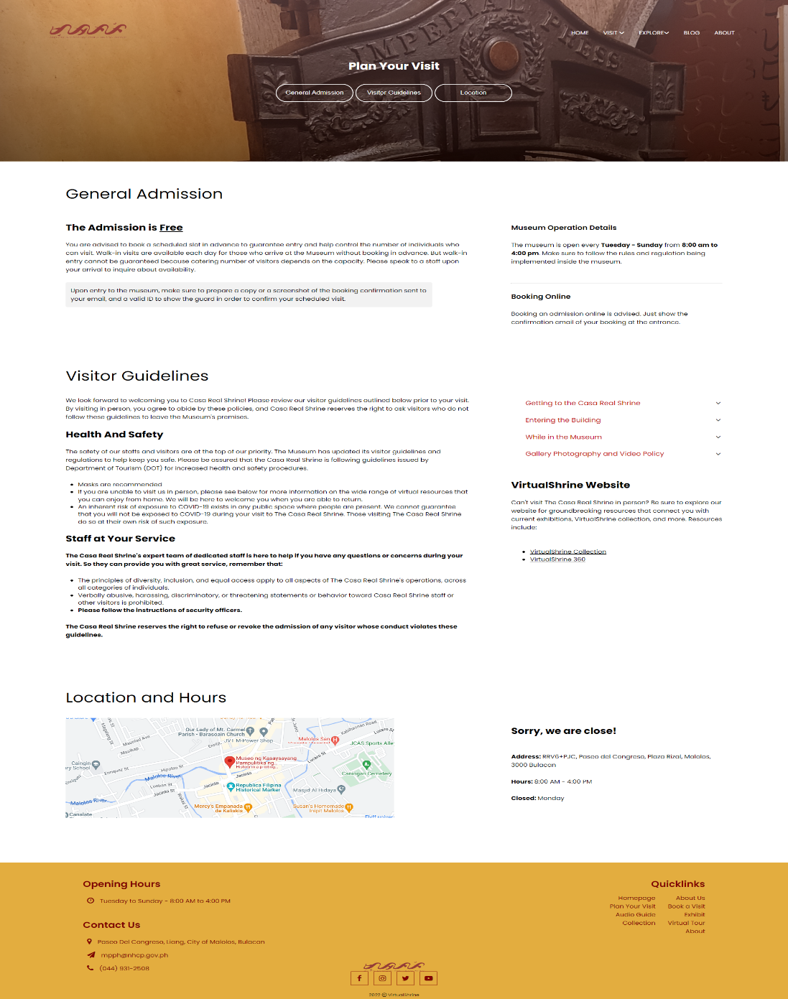 IMPERIAL PRESS
HOME VISIT EXPLORE BLOG ABOUT
Plan Your Visit
General Admission Visitor Guidelines Location
General Admission
The Admission is Free
You are advised to book a scheduled slot in advance to guarantee entry and help control the number of individuals who
can visit. Walk-in visits are available each day for those who arrive at the Museum without booking in advance. But walk-in
entry cannot be guaranteed because catering number of visitors depends on the capacity. Please speak to a staff upon
your arrival to inquire about availability.
Upon entry to the museum, make sure to prepare a copy or a screenshot of the booking confirmation sent to
your email, and a valid ID to show the guard in order to confirm your scheduled visit.
Museum Operation Details
The museum is open every Tuesday - Sunday from 8:00 am to
4:00 pm. Make sure to follow the rules and regulation being
implemented inside the museum.
Booking Online
Booking an admission online is advised. Just show the
confirmation email of your booking at the entrance.
Visitor Guidelines
We look forward to welcoming you to Casa Real Shrine! Please review our visitor guidelines outlined below prior to your visit.
By visiting in person, you agree to abide by these policies, and Casa Real Shrine reserves the right to ask visitors who do not
follow these guidelines to leave the Museum's premises.
Health And Safety
The safety of our staffs and visitors are at the top of our priority. The Museum has updated its visitor guidelines and
regulations to help keep you safe. Please be assured that the Casa Real Shrine is following guidelines issued by
Department of Tourism (DOT) for increased health and safety procedures.
• Masks are recommended
• If you are unable to visit us in person, please see below for more information on the wide range of virtual resources that
you can enjoy from home. We will be here to welcome you when you are able to return.
• An inherent risk of exposure to COVID-19 exists in any public space where people are present. We cannot guarantee
that you will not be exposed to COVID-19 during your visit to The Casa Real Shrine. Those visiting The Casa Real Shrine
do so at their own risk of such exposure.
Staff at Your Service
The Casa Real Shrine's expert team of dedicated staff is here to help if you have any questions or concerns during your
visit. So they can provide you with great service, remember that:
• The principles of diversity, inclusion, and equal access apply to all aspects of The Casa Real Shrine's operations, across
all categories of individuals.
• Verbally abusive, harassing, discriminatory, or threatening statements or behavior toward Casa Real Shrine staff or
other visitors is prohibited.
• Please follow the instructions of security officers.
The Casa Real Shrine reserves the right to refuse or revoke the admission of any visitor whose conduct violates these
guidelines.
Getting to the Casa Real Shrine
Entering the Building
While in the Museum
Gallery Photography and Video Policy
VirtualShrine Website
Can't visit The Casa Real Shrine in person? Be sure to explore our
website for groundbreaking resources that connect you with
current exhibitions, VirtualShrine collection, and more. Resources
include:
• VirtualShrine Collection
• VirtualShrine 360
Location and Hours
Magalang St
Maunlad Ave
Masikap
Our Lady of Mt. Carmel
Parish - Barasoain Church
JV1 M-Power Shop
Kabihasnan Road
Lucero St
Malolos San
JCAS Sports Alle
Caingin
ry School
Enriquez St
Hipolito St
Museo ng Kasaysayang
Pampulitika ng...
Historic printing...
Lucero St
Canlogan Cemetery
Enriquez
Malolos River
Looban St
Jacinto St
Jacinto
Jacinto
Republica Filipina
Historical Marker
Masjid Al Hidaya
Malolos River
Mercy's Empanada
de Kaliskis
Susan's Homemade
Inipit Malolos
Canalate
Sorry, we are close!
Address: RRV6+PJC, Paseo del Congreso, Plaza Rizal, Malolos,
3000 Bulacan
Hours: 8:00 AM - 4:00 PM
Closed: Monday
Opening Hours
Tuesday to Sunday - 8:00 AM to 4:00 PM
Contact Us
Paseo Del Congreso, Liang, City of Malolos, Bulacan
mpph@nhcp.gov.ph
(044) 931-2508
Quicklinks
Homepage About Us
Plan Your Visit Book a Visit
Audio Guide Exhibit
Collection Virtual Tour
About
2022 © VirtualShrine